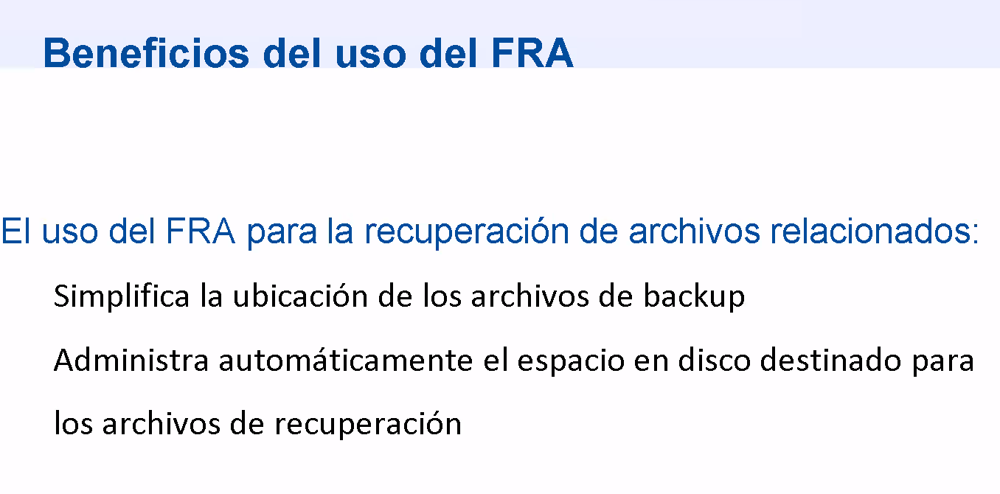 Beneficios del uso del FRA
El uso del FRA para la recuperación de archivos relacionados:
Simplifica la ubicación de los archivos de backup
Administra automáticamente el espacio en disco destinado para
los archivos de recuperación